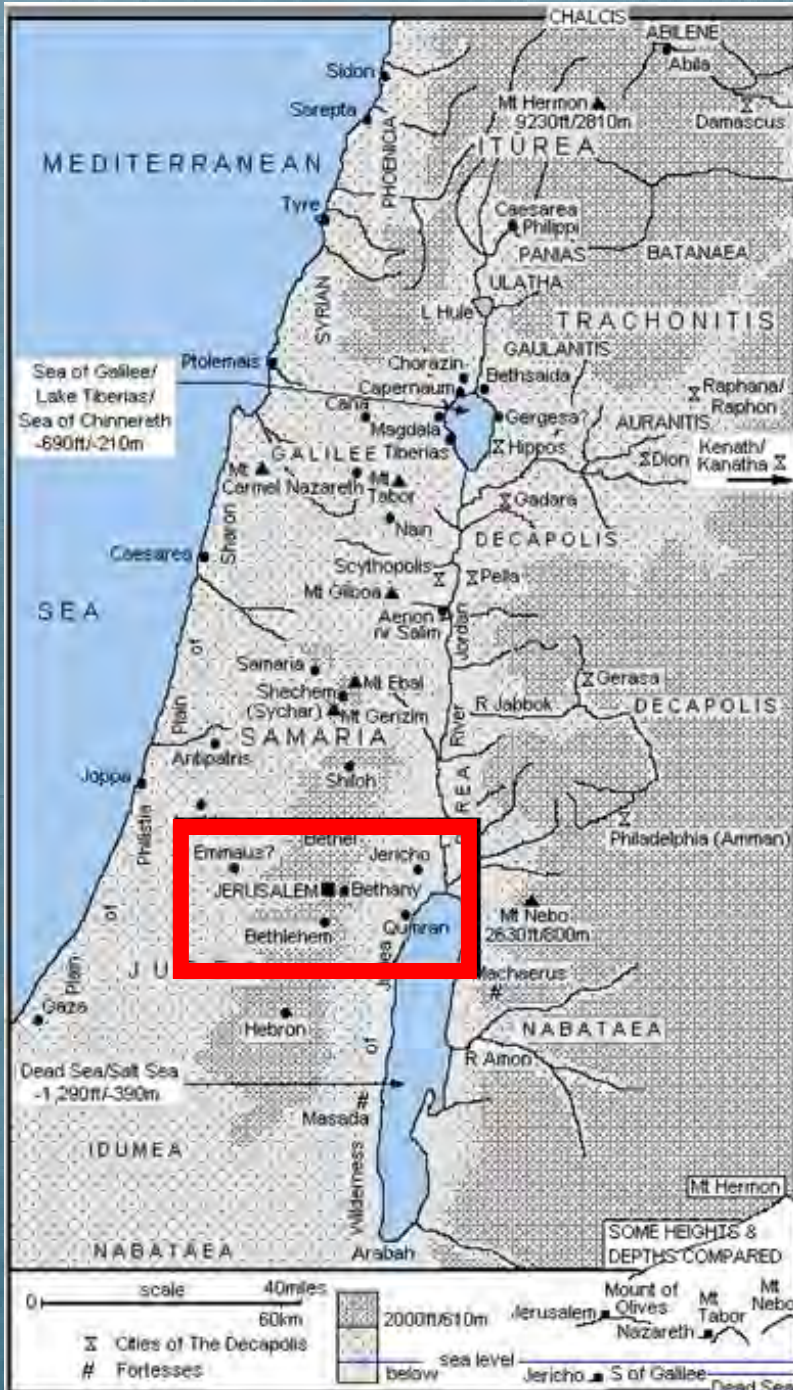 CHALCIS
ABILENE
Abila
Sidon
Mt Hermon
9230ft/2810m
Damascus
Sarepta
ITUREA
MEDITERRANEAN
PHOENICIA
Tyre
Caesarea
Philippi
PANIAS
BATANAEA
ULATHA
SYRIAN
L Hule
TRACHONITIS
GAULANITIS
Ptolemais
Sea of Galilee/
Lake Tiberias/
Sea of Chinnereth
-690ft/-210m
Chorazin
Capernaum
Bethsaida
Raphana/
Raphon
Cana
Magdala
Gergesa?
AURANITIS
GALILEE
Tiberias
Hippos
Dion
Kenath/
Kanatha
Mt
Carmel
Nazareth
Mt
Tabor
Gadara
Nain
DECAPOLIS
Caesarea
Sharon
Scythopolis
Pella
Mt Gilboa
SEA
Aenon
nr Salim
Jordan
of
Samaria
Mt Ebal
Gerasa
Shechem
(Sychar)
Mt Gerizim
R Jabbok
DECAPOLIS
Plain
SAMARIA
River
Antipatris
Joppa
Shiloh
REA
Philistia
Philadelphia (Amman)
Bethel
Emmaus?
Jericho
JERUSALEM
Bethany
Mt Nebo
2630ft/800m
of
Qumran
Bethlehem
JU
Machaerus
Plain
Gaza
Hebron
NABATAEA
of
R Arnon
Dead Sea/Salt Sea
-1,290ft/-390m
Masada
IDUMEA
Wilderness
Mt Hermon
NABATAEA
Arabah
SOME HEIGHTS &
DEPTHS COMPARED
scale
40miles
0
60km
2000ft/610m
Jerusalem
Mount of
Olives
Mt
Tabor
Mt
Nebo
Nazareth
Cities of The Decapolis
# Fortesses
sea level
below
Jericho
S of Galilee
Dead Sea